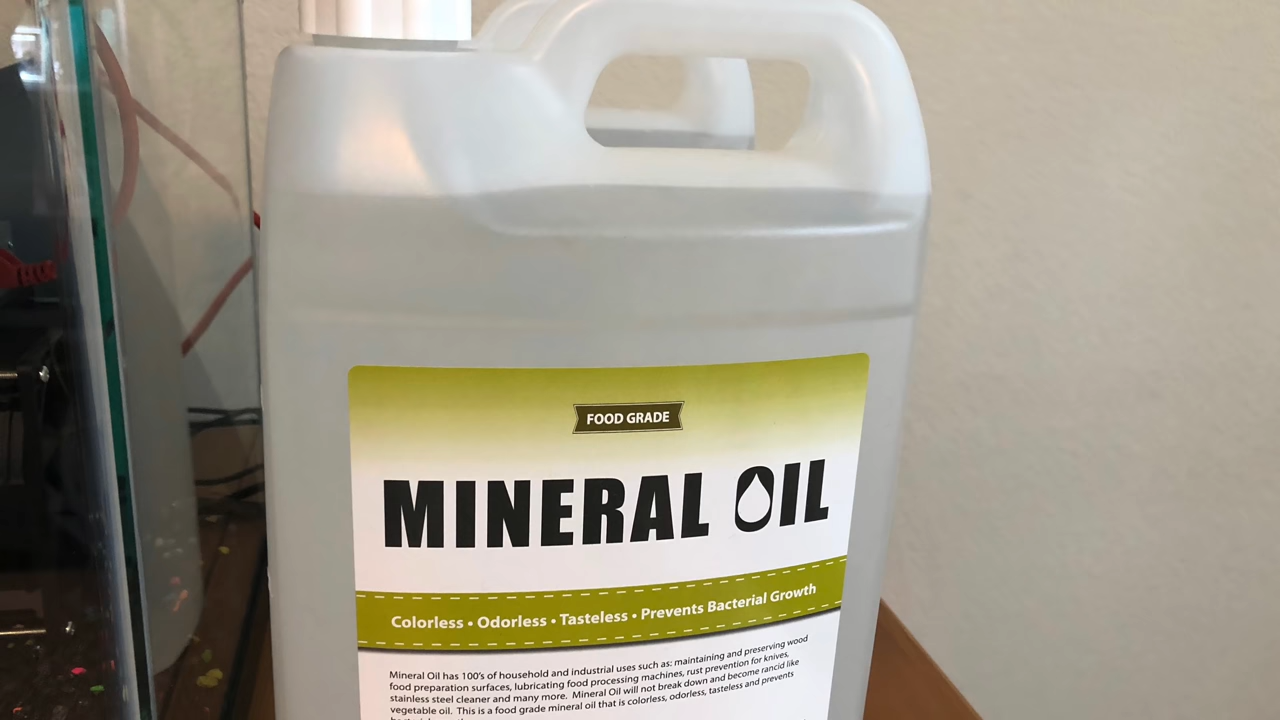 FOOD GRADE
MINERAL OIL
Colorless • Odorless • Tasteless • Prevents Bacterial Growth
Mineral Oil has 100's of household and industrial uses such as: maintaining and preserving wood
food preparation surfaces, lubricating food processing machines, rust prevention for knives,
stainless steel cleaner and many more. Mineral Oil will not break down and become rancid like
vegetable oil. This is a food grade mineral oil that is colorless, odorless, tasteless and prevents